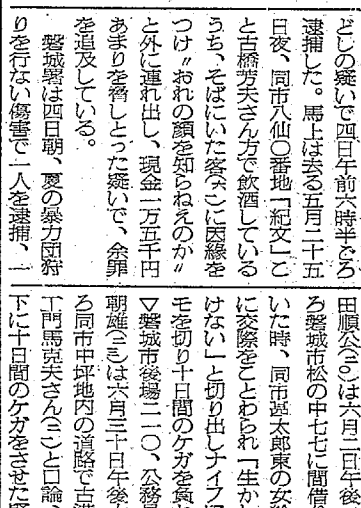 どじの疑いで四日午前六時半ごろ
逮捕した。馬上は去る五月二十五
日夜、同市八仙〇番地「紀文」こ
と古橋芳夫さん方で飲酒している
うち、そばにいた客に因縁を
つけ〝おれの顔を知らねえのか〟
と外に連れ出し、現金一万五千円
あまりを脅しとった疑いで、余罪
を追及している。
磐城署は四日朝、夏の暴力団狩
りを行ない傷害で一人を逮捕、一
田順公(二〇)は六月二日午後
ろ磐城市松の中七七に間借
いた時、同市甚太郎東の女給
に交際をことわられ「生か
けない」と切り出しナイフ
モを切り十日間のケガを負わ
▽磐城市後場二一〇、公務員
朝雄は六月三十日午後
ろ同市中坪地内の道路で古湊
丁門馬克夫さんと口論、
下に十日間のケガをさせた疑